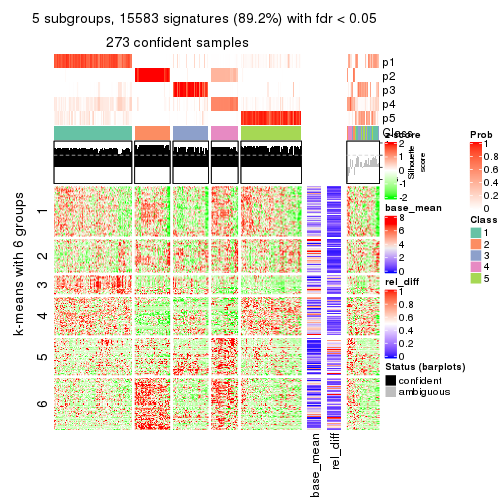 5 subgroups, 15583 signatures (89.2%) with fdr < 0.05
273 confident samples
p1
p2
p3
p4
p5
Class
Silhouette
score
1
2
3
4
5
6
k-means with 6 groups
base_mean
rel_diff
z-score
2
1
0
-1
-2
base_mean
8
6
4
2
0
rel_diff
1
0.8
0.6
0.4
0.2
0
Status (barplots)
confident
ambiguous
Prob
1
0.8
0.6
0.4
0.2
0
Class
1
2
3
4
5